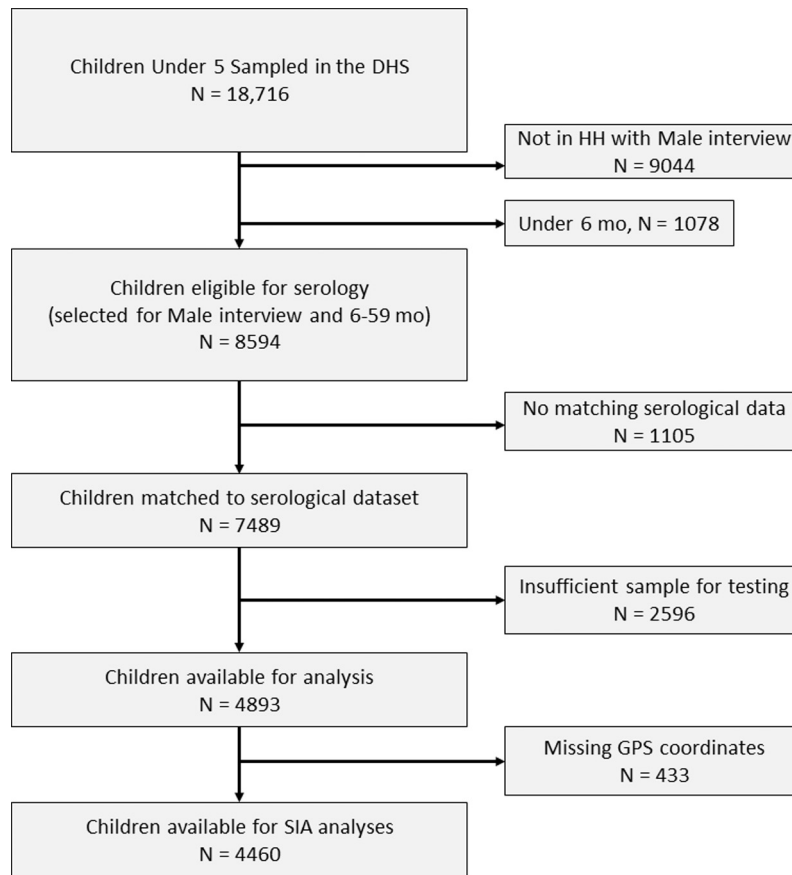 Children Under 5 Sampled in the DHS
N = 18,716
Not in HH with Male interview
N = 9044
Under 6 mo, N = 1078
Children eligible for serology
(selected for Male interview and 6-59 mo)
N = 8594
No matching serological data
N = 1105
Children matched to serological dataset
N = 7489
Insufficient sample for testing
N = 2596
Children available for analysis
N = 4893
Missing GPS coordinates
N = 433
Children available for SIA analyses
N = 4460